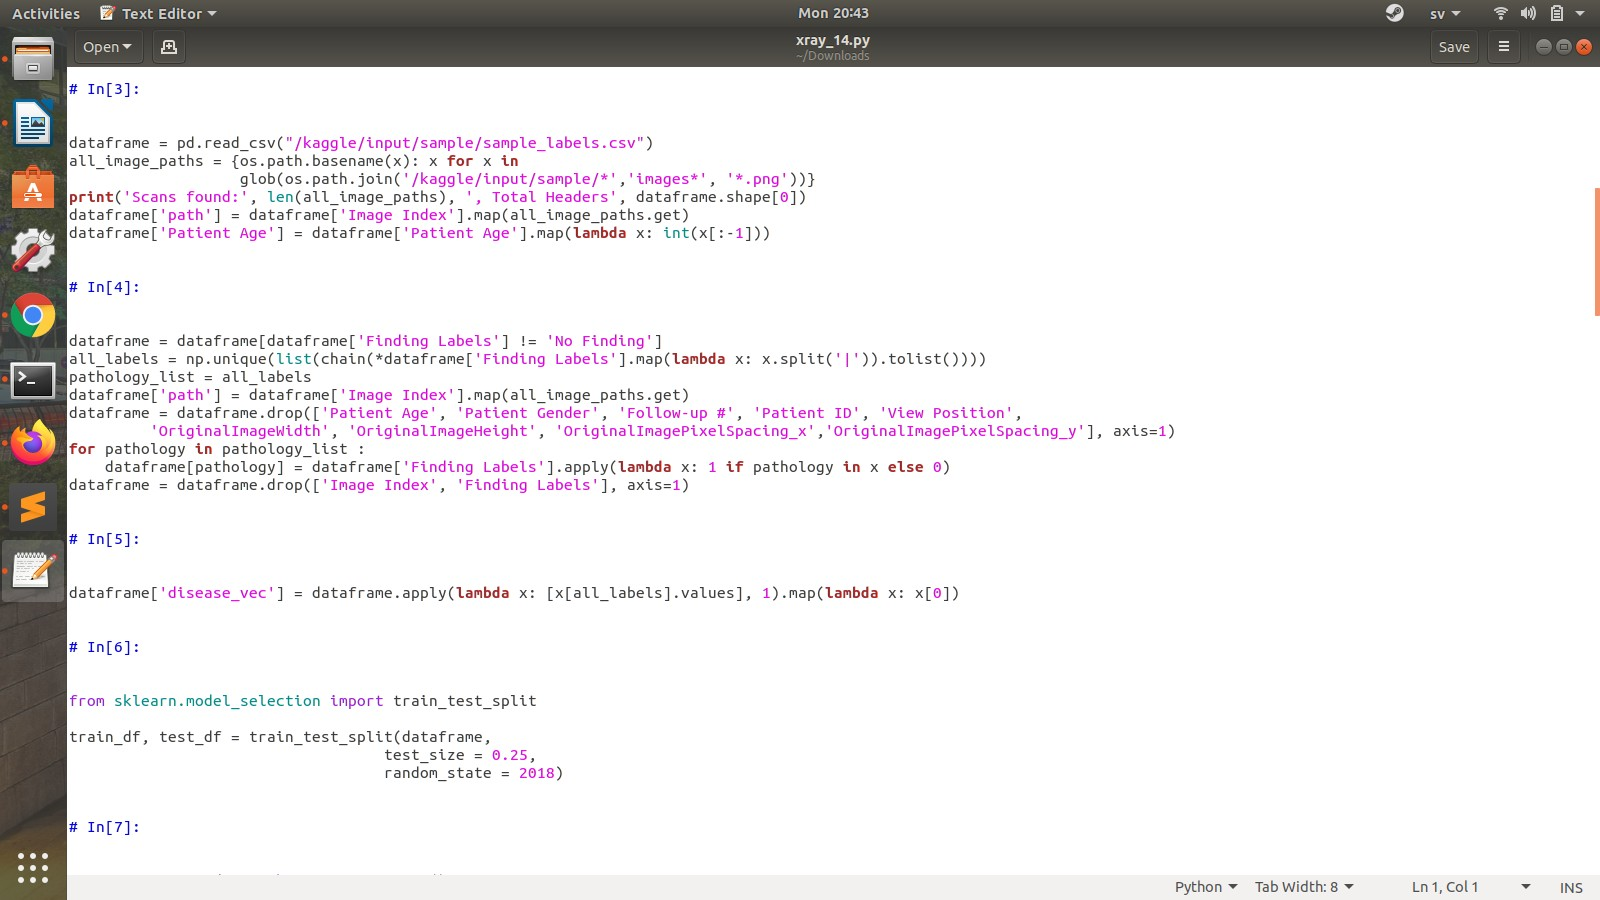 Activities Text Editor Mon 20:43 sv
Open xray_14.py Save
~/Downloads
# In[3]:
dataframe = pd.read_csv("/kaggle/input/sample/sample_labels.csv")
all_image_paths = {os.path.basename(x): x for x in
glob(os.path.join('/kaggle/input/sample/*','images*', '*.png'))}
print('Scans found:', len(all_image_paths), ', Total Headers', dataframe.shape[0])
dataframe['path'] = dataframe['Image Index'].map(all_image_paths.get)
dataframe['Patient Age'] = dataframe['Patient Age'].map(lambda x: int(x[:-1]))
# In[4]:
dataframe = dataframe[dataframe['Finding Labels'] != 'No Finding']
all_labels = np.unique(list(chain(*dataframe['Finding Labels'].map(lambda x: x.split('|')).tolist())))
pathology_list = all_labels
dataframe['path'] = dataframe['Image Index'].map(all_image_paths.get)
dataframe = dataframe.drop(['Patient Age', 'Patient Gender', 'Follow-up #', 'Patient ID', 'View Position',
'OriginalImageWidth', 'OriginalImageHeight', 'OriginalImagePixelSpacing_x','OriginalImagePixelSpacing_y'], axis=1)
for pathology in pathology_list :
dataframe[pathology] = dataframe['Finding Labels'].apply(lambda x: 1 if pathology in x else 0)
dataframe = dataframe.drop(['Image Index', 'Finding Labels'], axis=1)
# In[5]:
dataframe['disease_vec'] = dataframe.apply(lambda x: [x[all_labels].values], 1).map(lambda x: x[0])
# In[6]:
from sklearn.model_selection import train_test_split
train_df, test_df = train_test_split(dataframe,
test_size = 0.25,
random_state = 2018)
# In[7]:
Python Tab Width: 8 Ln 1, Col 1 INS